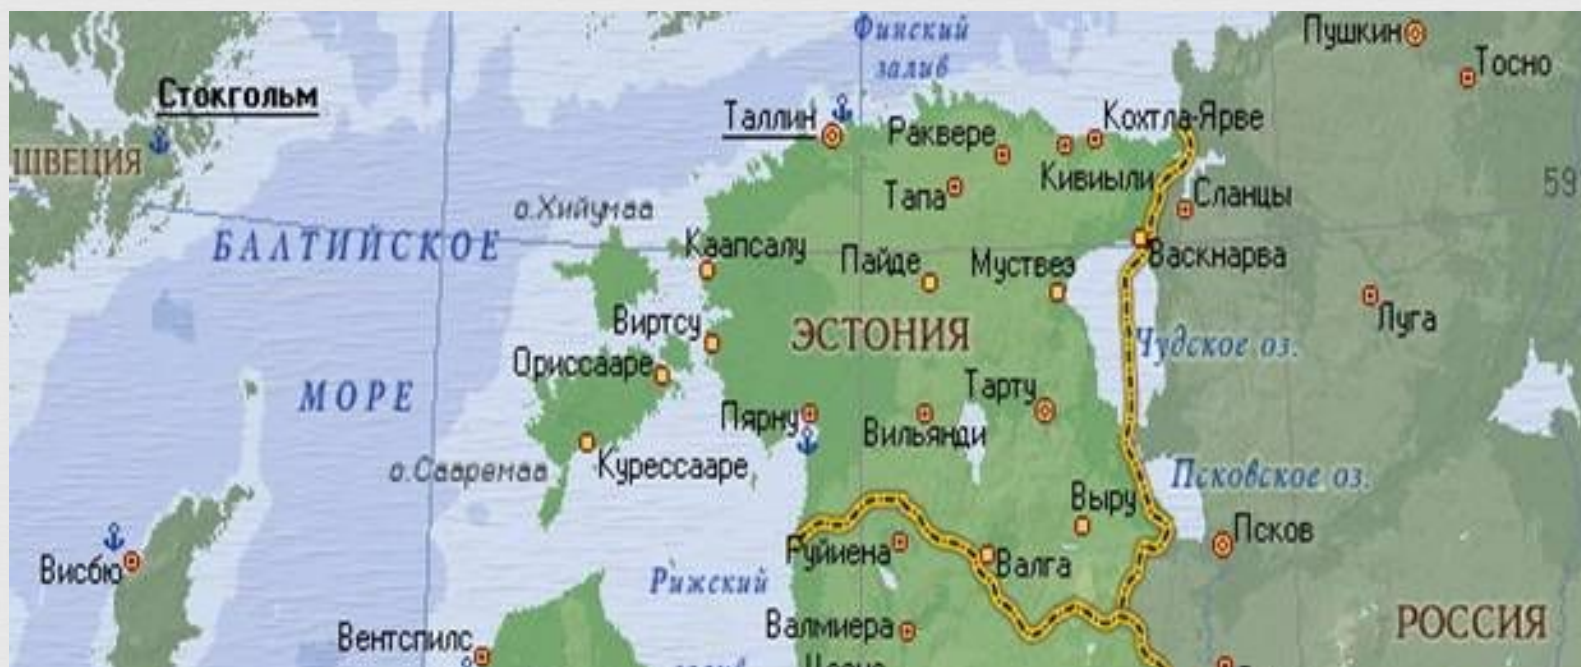 Финский
залив
Пушкин
Тосно
Стокгольм
Таллин
Раквере
Кохтла-Ярве
ШВЕЦИЯ
Кивиыли
Тапа
Сланцы
59
о.Хийумаа
БАЛТИЙСКОЕ
Каапсалу
Пайде
Муствеэ
Васкнарва
Виртсу
ЭСТОНИЯ
Луга
Чудское оз.
Ориссааре
МОРЕ
Тарту
Пярну
Вильянди
о.Сааремаа
Курессааре
Псковское оз.
Выру
Псков
Руйиена
Валга
Висбю
Рижский
РОССИЯ
Валмиера
Вентспилс